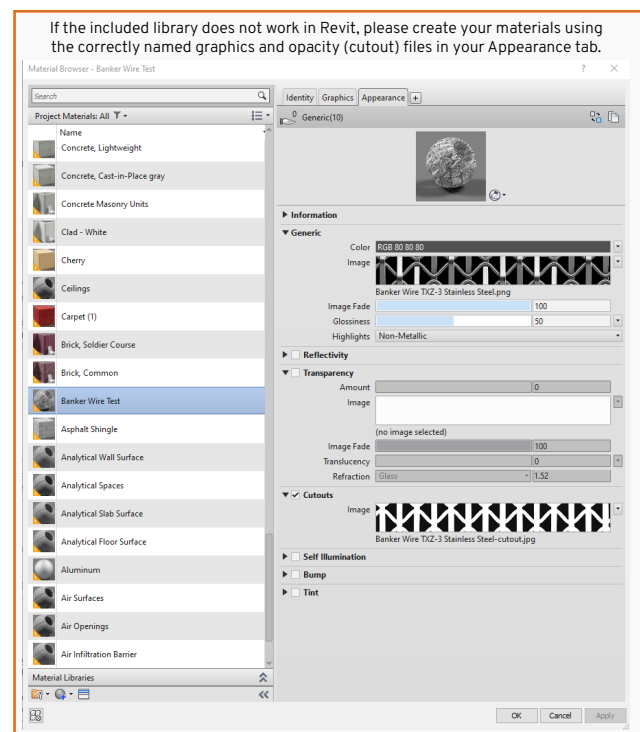 If the included library does not work in Revit, please create your materials using
the correctly named graphics and opacity (cutout) files in your Appearance tab.
Material Browser - Banker Wire Test
?
Search
Project Materials: All
Name
Concrete, Lightweight
Concrete, Cast-in-Place gray
Concrete Masonry Units
Clad - White
Cherry
Ceilings
Carpet (1)
Brick, Soldier Course
Brick, Common
Banker Wire Test
Asphalt Shingle
Analytical Wall Surface
Analytical Spaces
Analytical Slab Surface
Analytical Floor Surface
Aluminum
Air Surfaces
Air Openings
Air Infiltration Barrier
Material Libraries
Identity Graphics Appearance
0
Generic(10)
Information
Generic
Color RGB 80 80 80
Image
Banker Wire TXZ-3 Stainless Steel.png
Image Fade 100
Glossiness 50
Highlights Non-Metallic
Reflectivity
Transparency
Amount 0
Image
(no image selected)
Image Fade 100
Translucency 0
Refraction Glass 1.52
Cutouts
Image
Banker Wire TXZ-3 Stainless Steel-cutout.jpg
Self Illumination
Bump
Tint
OK Cancel Apply